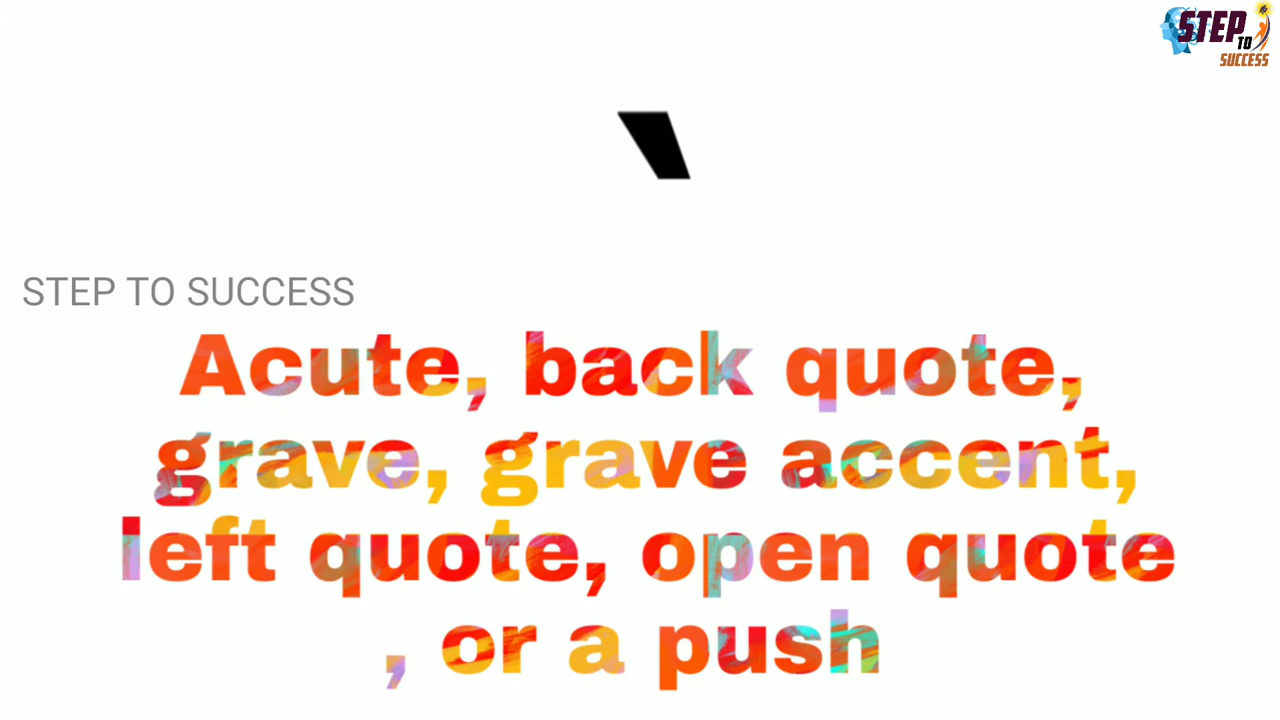 STEP
TO
SUCCESS
`
STEP TO SUCCESS
Acute, back quote,
grave, grave accent,
left quote, open quote
, or a push